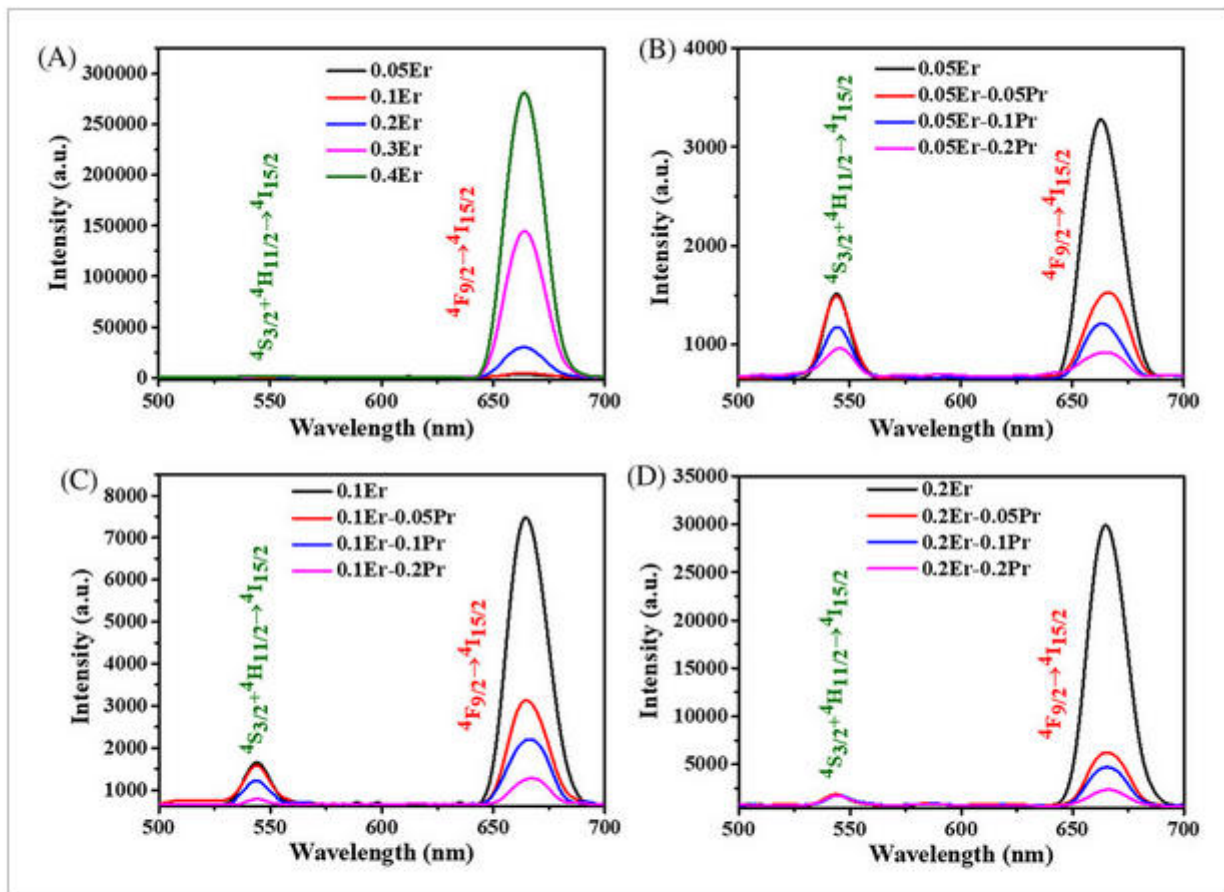 (A)
300000
250000
200000
150000
100000
50000
0
Intensity (a.u.)
0.05Er
0.1Er
0.2Er
0.3Er
0.4Er
⁴S₃/₂+⁴H₁₁/₂→⁴I₁₅/₂
⁴F₉/₂→⁴I₁₅/₂
500 550 600 650 700
Wavelength (nm)
(B)
4000
3000
2000
1000
Intensity (a.u.)
0.05Er
0.05Er-0.05Pr
0.05Er-0.1Pr
0.05Er-0.2Pr
⁴S₃/₂+⁴H₁₁/₂→⁴I₁₅/₂
⁴F₉/₂→⁴I₁₅/₂
500 550 600 650 700
Wavelength (nm)
(C)
8000
7000
6000
5000
4000
3000
2000
1000
Intensity (a.u.)
0.1Er
0.1Er-0.05Pr
0.1Er-0.1Pr
0.1Er-0.2Pr
⁴S₃/₂+⁴H₁₁/₂→⁴I₁₅/₂
⁴F₉/₂→⁴I₁₅/₂
500 550 600 650 700
Wavelength (nm)
(D)
35000
30000
25000
20000
15000
10000
5000
Intensity (a.u.)
0.2Er
0.2Er-0.05Pr
0.2Er-0.1Pr
0.2Er-0.2Pr
⁴S₃/₂+⁴H₁₁/₂→⁴I₁₅/₂
⁴F₉/₂→⁴I₁₅/₂
500 550 600 650 700
Wavelength (nm)